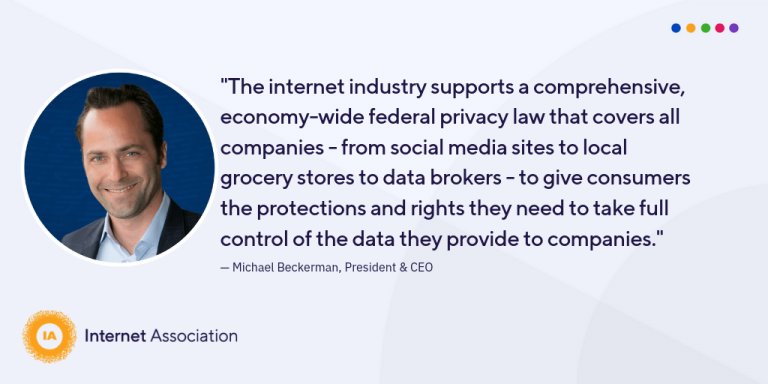 "The internet industry supports a comprehensive,
economy-wide federal privacy law that covers all
companies - from social media sites to local
grocery stores to data brokers - to give consumers
the protections and rights they need to take full
control of the data they provide to companies."
— Michael Beckerman, President & CEO
IA
Internet Association